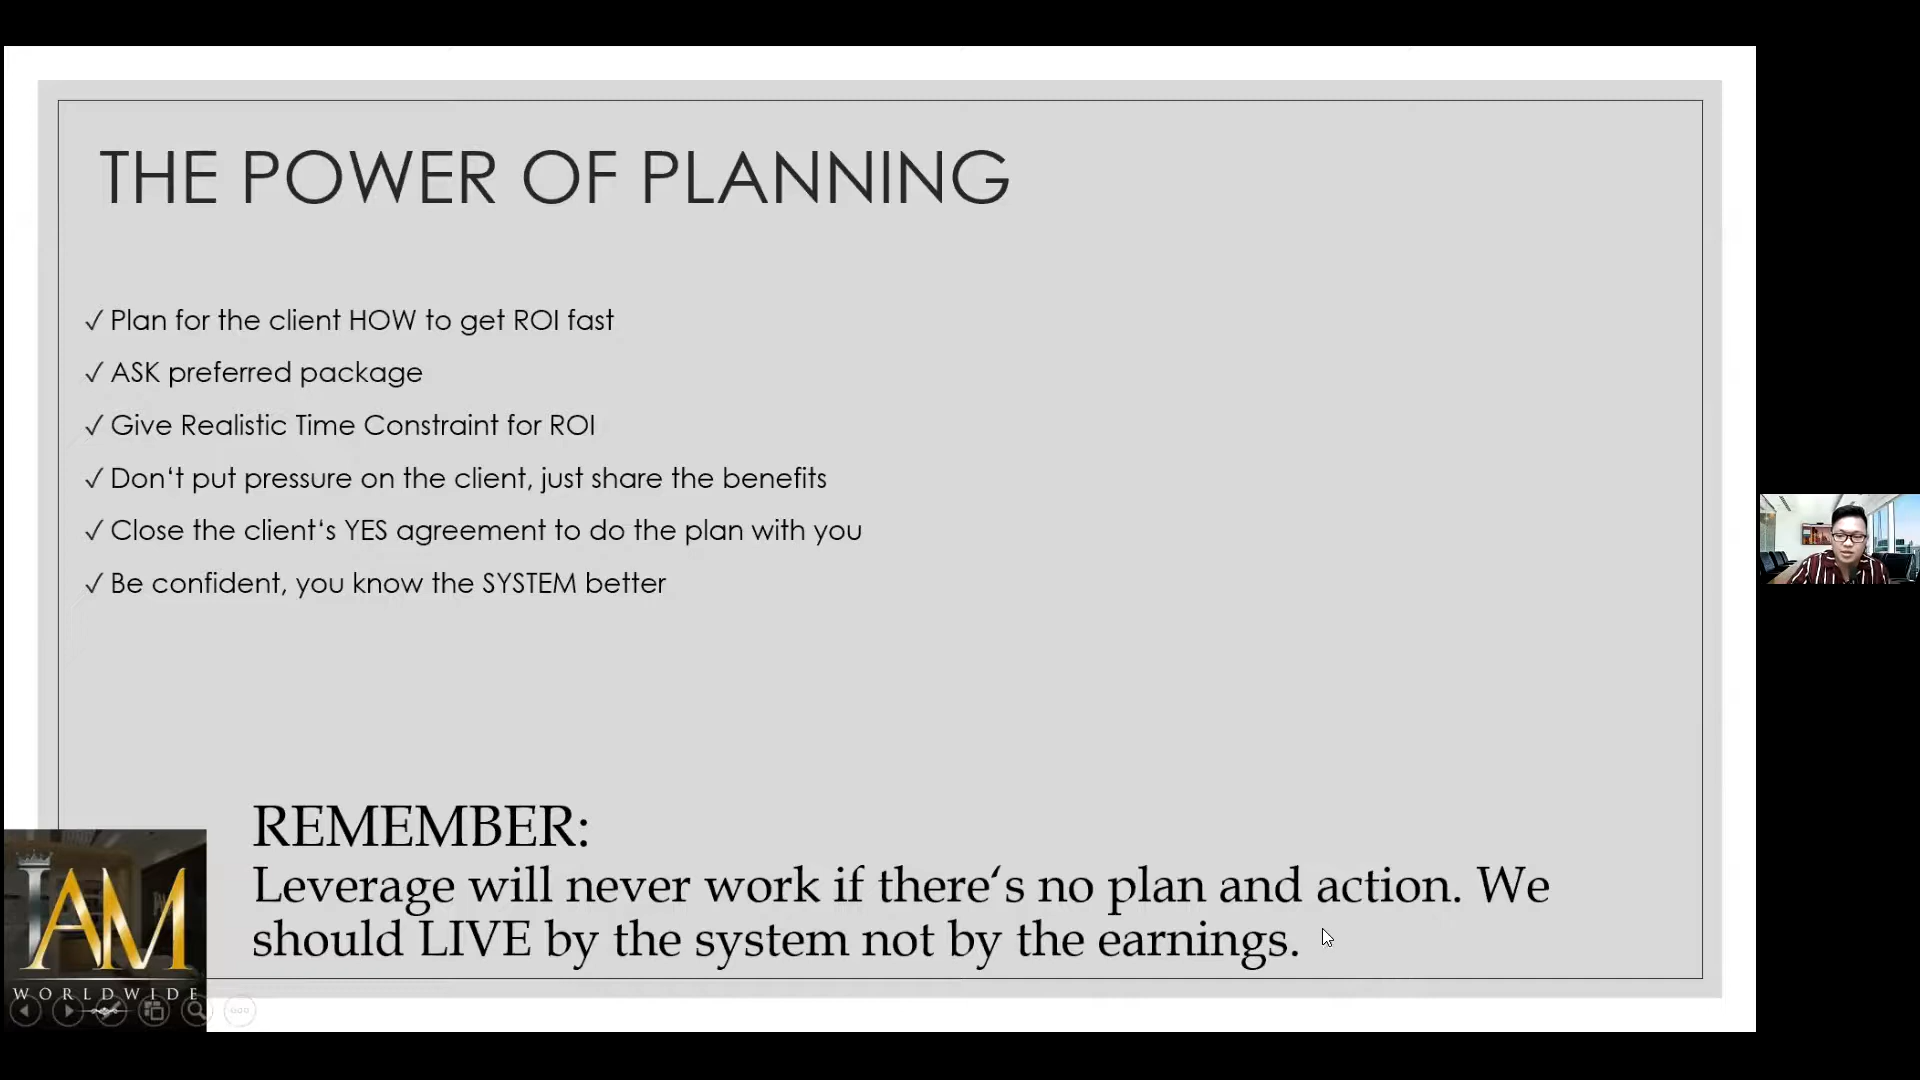 THE POWER OF PLANNING
✓ Plan for the client HOW to get ROI fast
✓ ASK preferred package
✓ Give Realistic Time Constraint for ROI
✓ Don‘t put pressure on the client, just share the benefits
✓ Close the client‘s YES agreement to do the plan with you
✓ Be confident, you know the SYSTEM better
REMEMBER:
Leverage will never work if there‘s no plan and action. We
should LIVE by the system not by the earnings.
IAM
WORLDWIDE